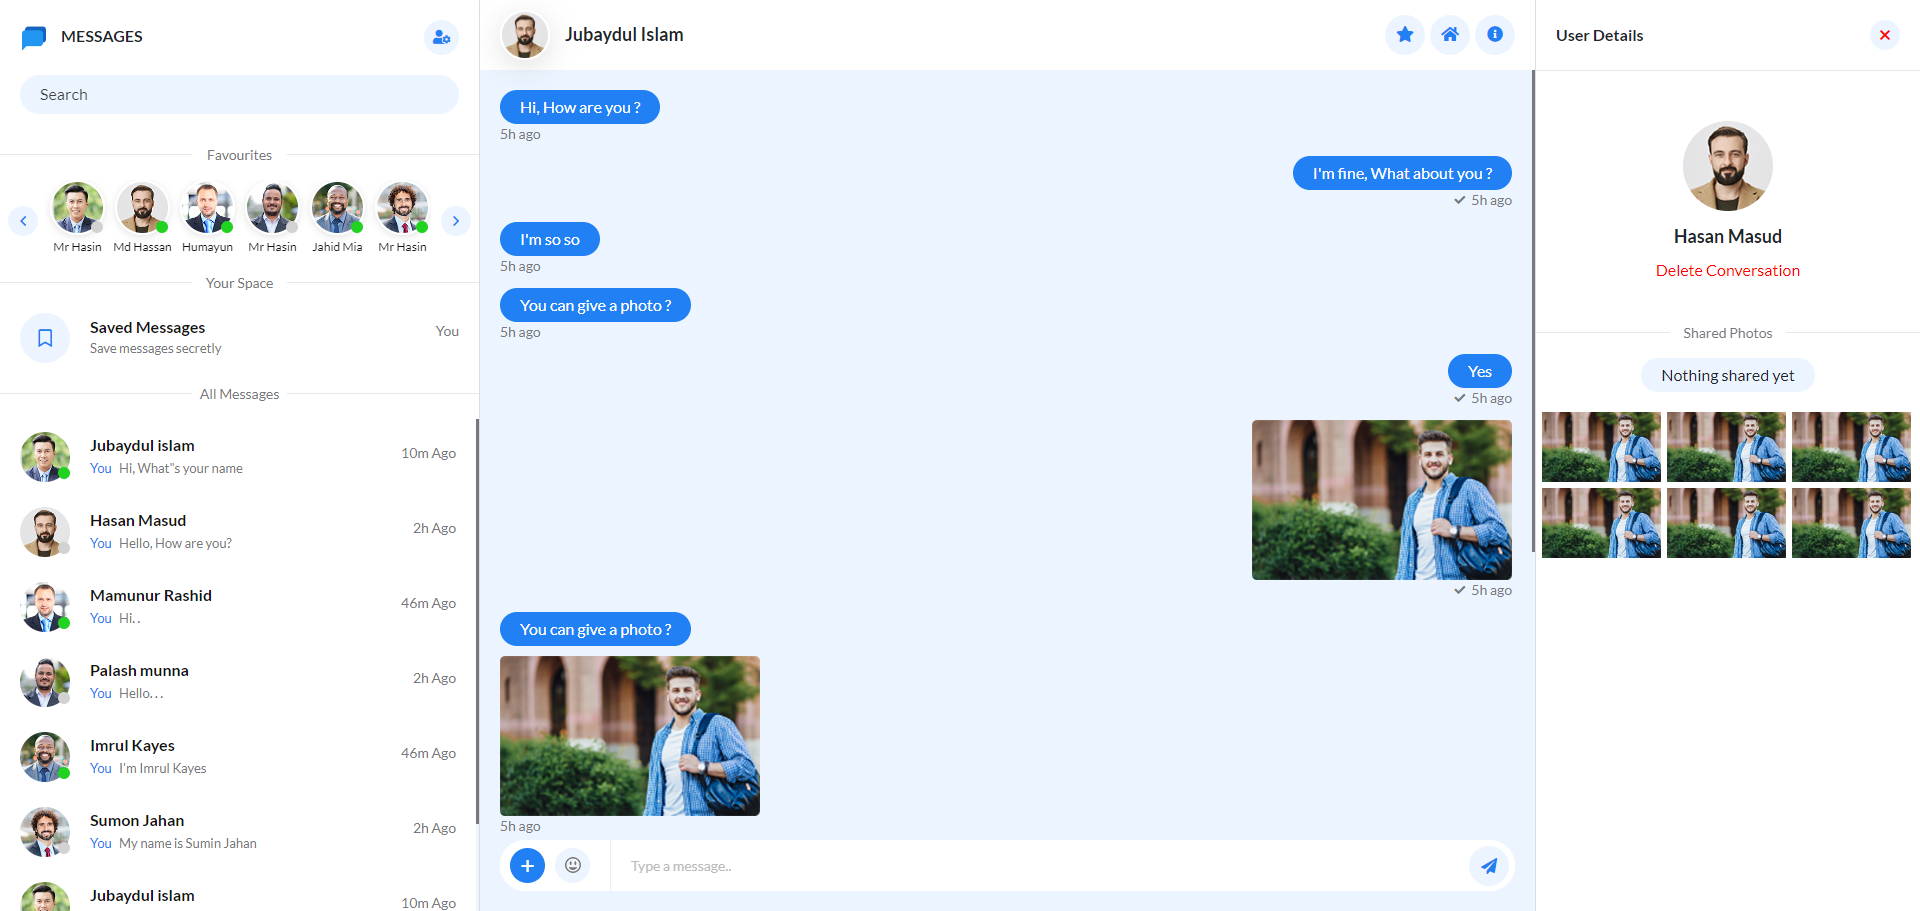 MESSAGES
Search
Favourites
Mr Hasin
Md Hassan
Humayun
Mr Hasin
Jahid Mia
Mr Hasin
Your Space
Saved Messages
You
Save messages secretly
All Messages
Jubaydul islam
10m Ago
You Hi, What"s your name
Hasan Masud
2h Ago
You Hello, How are you?
Mamunur Rashid
46m Ago
You Hi. .
Palash munna
2h Ago
You Hello. . .
Imrul Kayes
46m Ago
You I'm Imrul Kayes
Sumon Jahan
2h Ago
You My name is Sumin Jahan
Jubaydul islam
10m Ago
Jubaydul Islam
Hi, How are you ?
5h ago
I'm fine, What about you ?
5h ago
I'm so so
5h ago
You can give a photo ?
5h ago
Yes
5h ago
5h ago
You can give a photo ?
5h ago
Type a message..
User Details
Hasan Masud
Delete Conversation
Shared Photos
Nothing shared yet